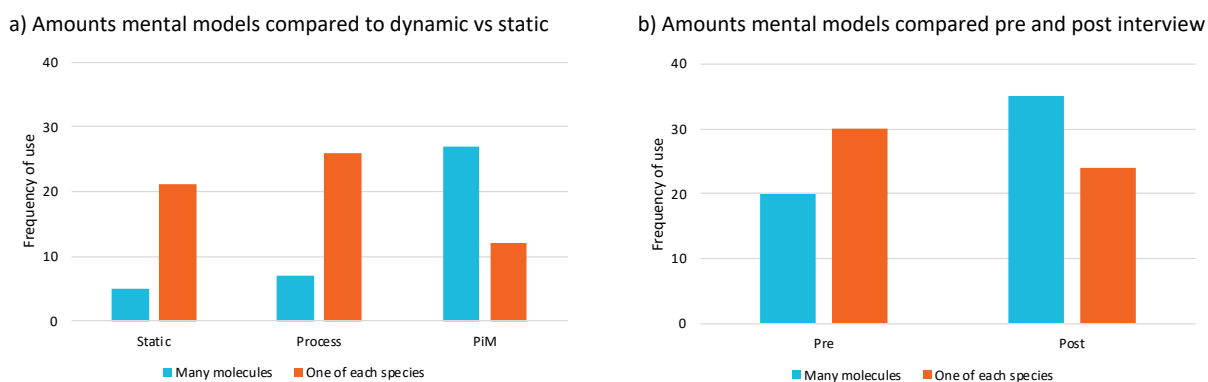 a) Amounts mental models compared to dynamic vs static
40
30
20
10
0
Frequency of use
Static Process PiM
Many molecules One of each species
b) Amounts mental models compared pre and post interview
40
30
20
10
0
Frequency of use
Pre Post
Many molecules One of each species